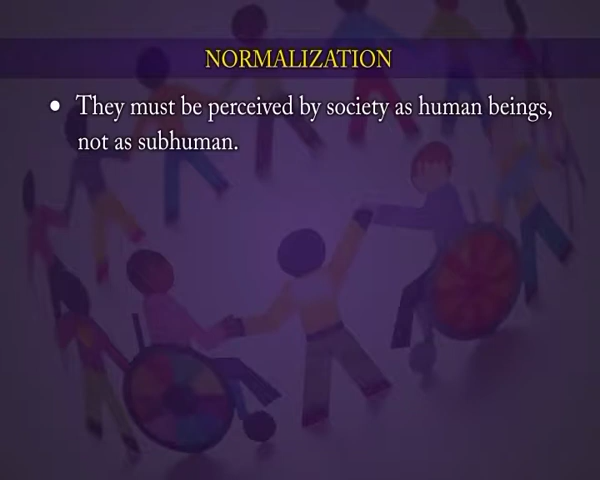 NORMALIZATION
• They must be perceived by society as human beings,
not as subhuman.